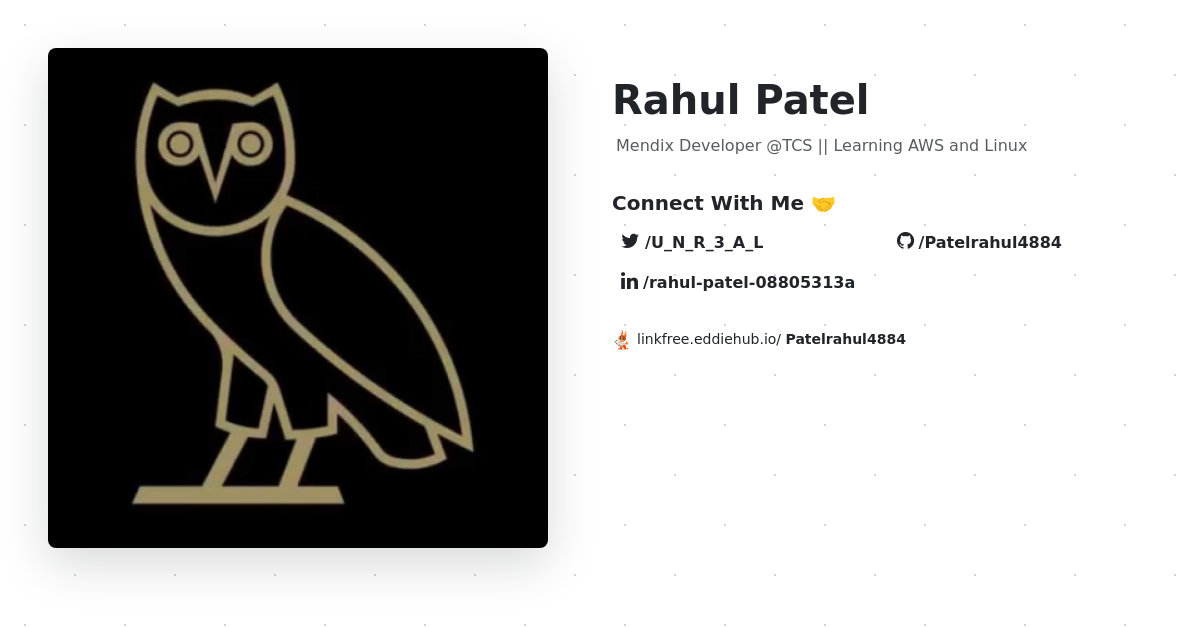 Rahul Patel
Mendix Developer @TCS || Learning AWS and Linux
Connect With Me 🤝
/U_N_R_3_A_L
/Patelrahul4884
/rahul-patel-08805313a
linkfree.eddiehub.io/ Patelrahul4884